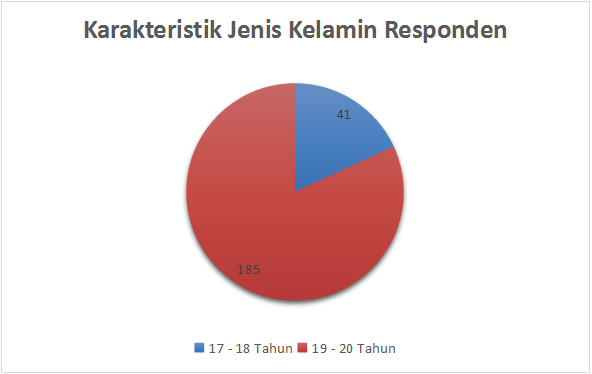 Karakteristik Jenis Kelamin Responden
41
185
17 - 18 Tahun 19 - 20 Tahun